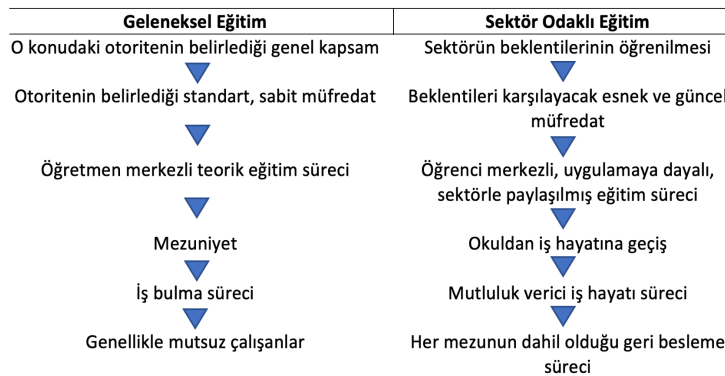 Geleneksel Eğitim
O konudaki otoritenin belirlediği genel kapsam
Otoritenin belirlediği standart, sabit müfredat
Öğretmen merkezli teorik eğitim süreci
Mezuniyet
İş bulma süreci
Genellikle mutsuz çalışanlar
Sektör Odaklı Eğitim
Sektörün beklentilerinin öğrenilmesi
Beklentileri karşılayacak esnek ve güncel
müfredat
Öğrenci merkezli, uygulamaya dayalı,
sektörle paylaşılmış eğitim süreci
Okuldan iş hayatına geçiş
Mutluluk verici iş hayatı süreci
Her mezunun dahil olduğu geri besleme
süreci